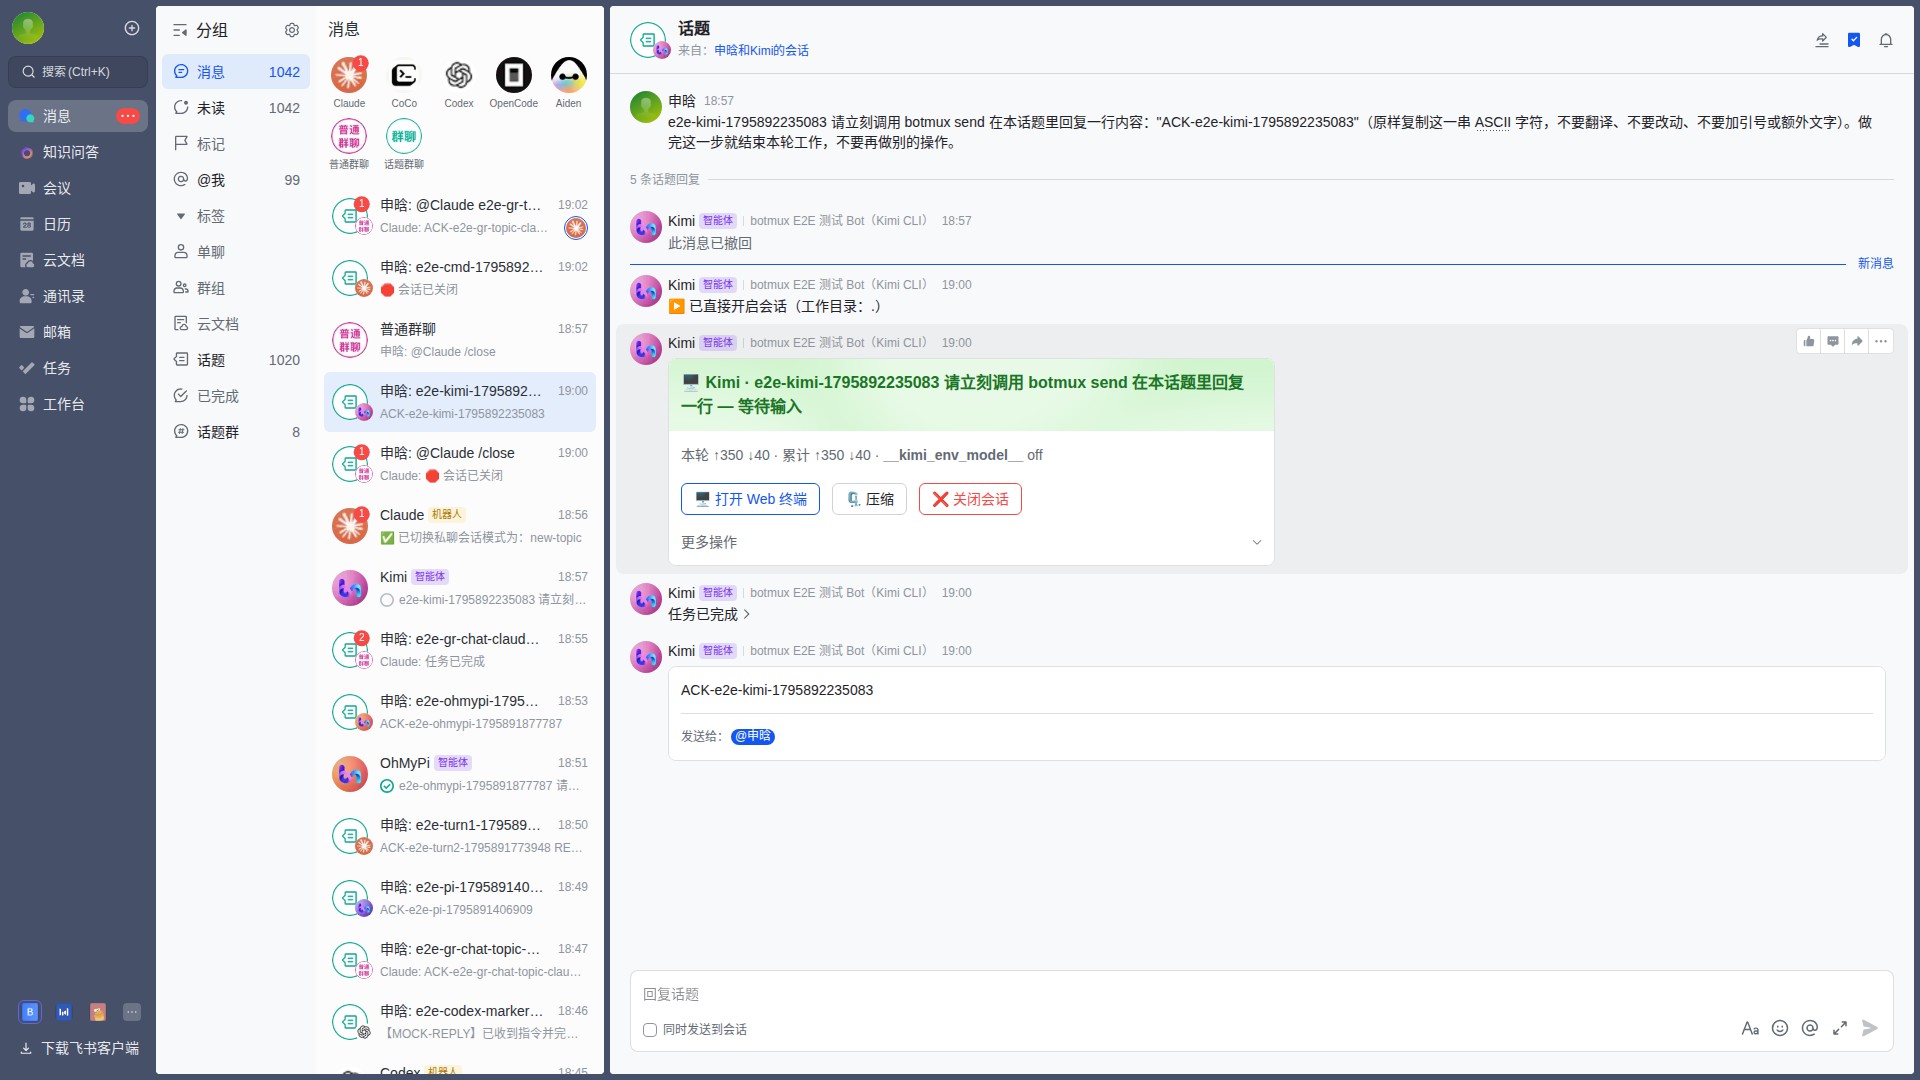 搜索 (Ctrl+K)
消息
知识问答
会议
日历
云文档
通讯录
邮箱
任务
工作台
下载飞书客户端
分组
消息 1042
未读 1042
标记
@我 99
标签
单聊
群组
云文档
话题 1020
已完成
话题群 8
消息
1
Claude CoCo Codex OpenCode Aiden
普通群聊 群聊
普通群聊 话题群聊
1
申晗: @Claude e2e-gr-t… 19:02
Claude: ACK-e2e-gr-topic-cla…
申晗: e2e-cmd-1795892… 19:02
会话已关闭
普通群聊
普通群聊 18:57
申晗: @Claude /close
申晗: e2e-kimi-1795892… 19:00
ACK-e2e-kimi-1795892235083
1
申晗: @Claude /close 19:00
Claude: 会话已关闭
1
Claude 机器人 18:56
已切换私聊会话模式为：new-topic
Kimi 智能体 18:57
e2e-kimi-1795892235083 请立刻…
2
申晗: e2e-gr-chat-claud… 18:55
Claude: 任务已完成
申晗: e2e-ohmypi-1795… 18:53
ACK-e2e-ohmypi-1795891877787
OhMyPi 智能体 18:51
e2e-ohmypi-1795891877787 请…
申晗: e2e-turn1-179589… 18:50
ACK-e2e-turn2-1795891773948 RE…
申晗: e2e-pi-179589140… 18:49
ACK-e2e-pi-1795891406909
申晗: e2e-gr-chat-topic-… 18:47
Claude: ACK-e2e-gr-chat-topic-clau…
申晗: e2e-codex-marker… 18:46
【MOCK-REPLY】已收到指令并完…
Codex 机器人 18:45
话题
来自：申晗和Kimi的会话
申晗 18:57
e2e-kimi-1795892235083 请立刻调用 botmux send 在本话题里回复一行内容："ACK-e2e-kimi-1795892235083"（原样复制这一串 ASCII 字符，不要翻译、不要改动、不要加引号或额外文字）。做
完这一步就结束本轮工作，不要再做别的操作。
5 条话题回复
Kimi 智能体 botmux E2E 测试 Bot（Kimi CLI） 18:57
此消息已撤回
新消息
Kimi 智能体 botmux E2E 测试 Bot（Kimi CLI） 19:00
▶️ 已直接开启会话（工作目录：.）
Kimi 智能体 botmux E2E 测试 Bot（Kimi CLI） 19:00
🖥️ Kimi · e2e-kimi-1795892235083 请立刻调用 botmux send 在本话题里回复
一行 — 等待输入
本轮 ↑350 ↓40 · 累计 ↑350 ↓40 · __kimi_env_model__ off
🖥️ 打开 Web 终端 🗜️ 压缩 ❌ 关闭会话
更多操作
Kimi 智能体 botmux E2E 测试 Bot（Kimi CLI） 19:00
任务已完成
Kimi 智能体 botmux E2E 测试 Bot（Kimi CLI） 19:00
ACK-e2e-kimi-1795892235083
发送给：@申晗
回复话题
同时发送到会话
Aa